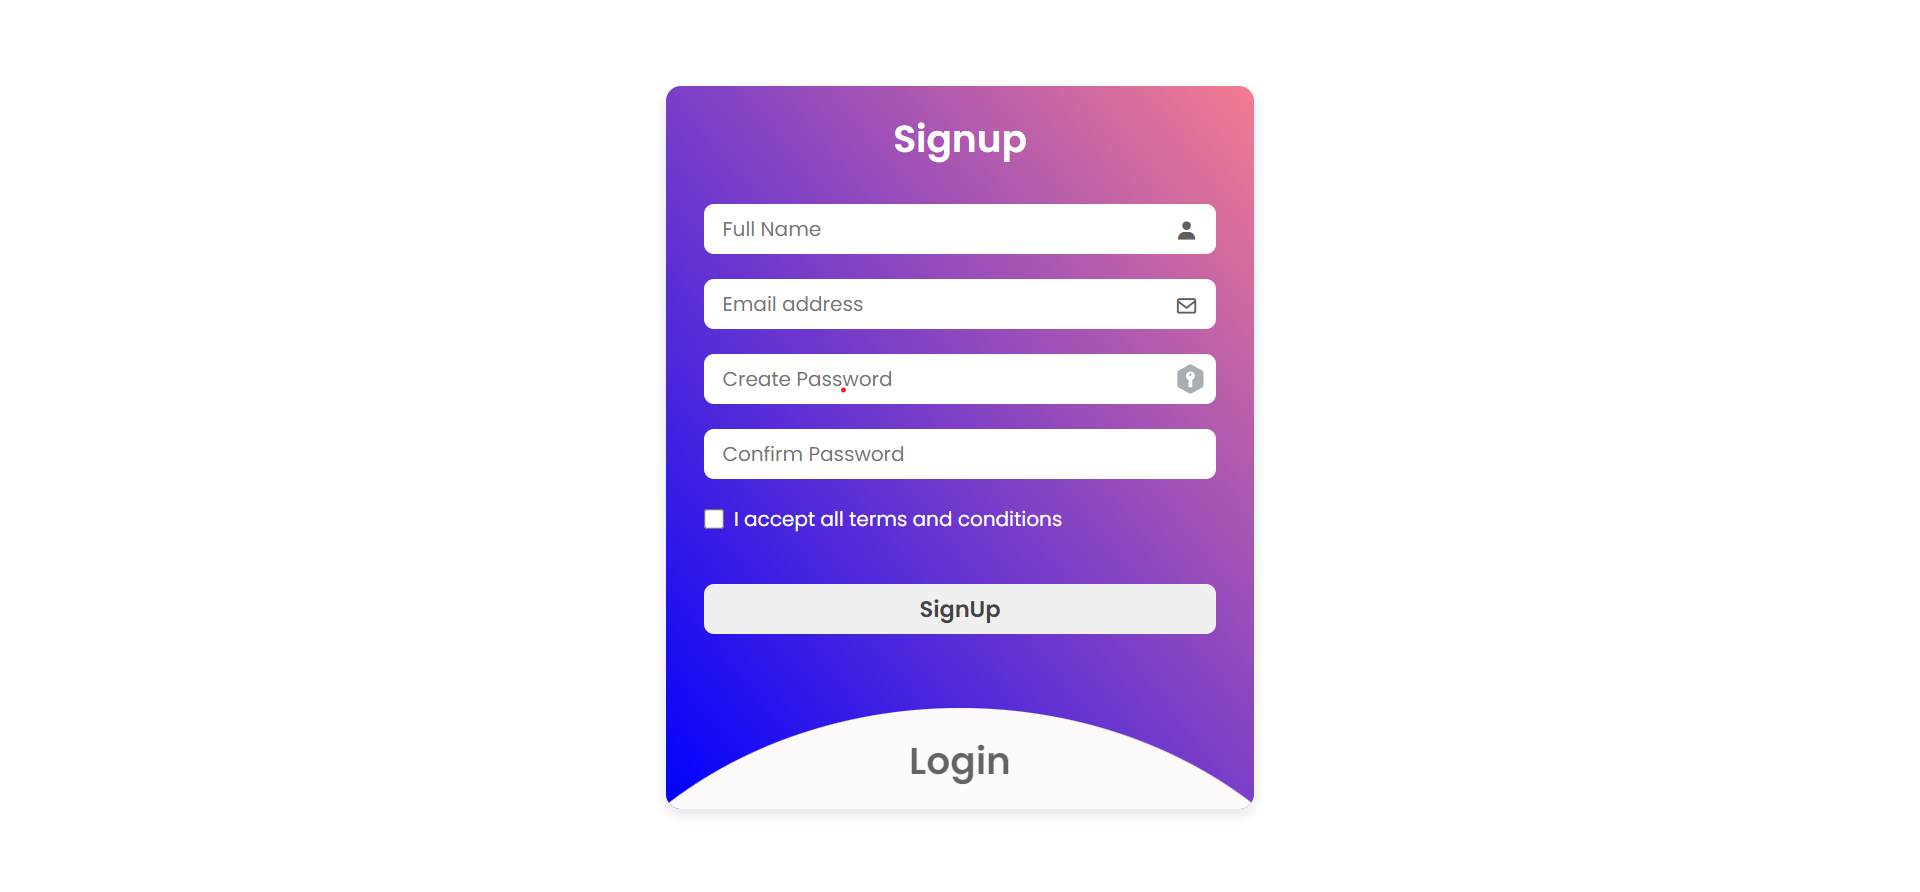 Signup
Full Name
Email address
Create Password
Confirm Password
I accept all terms and conditions
SignUp
Login